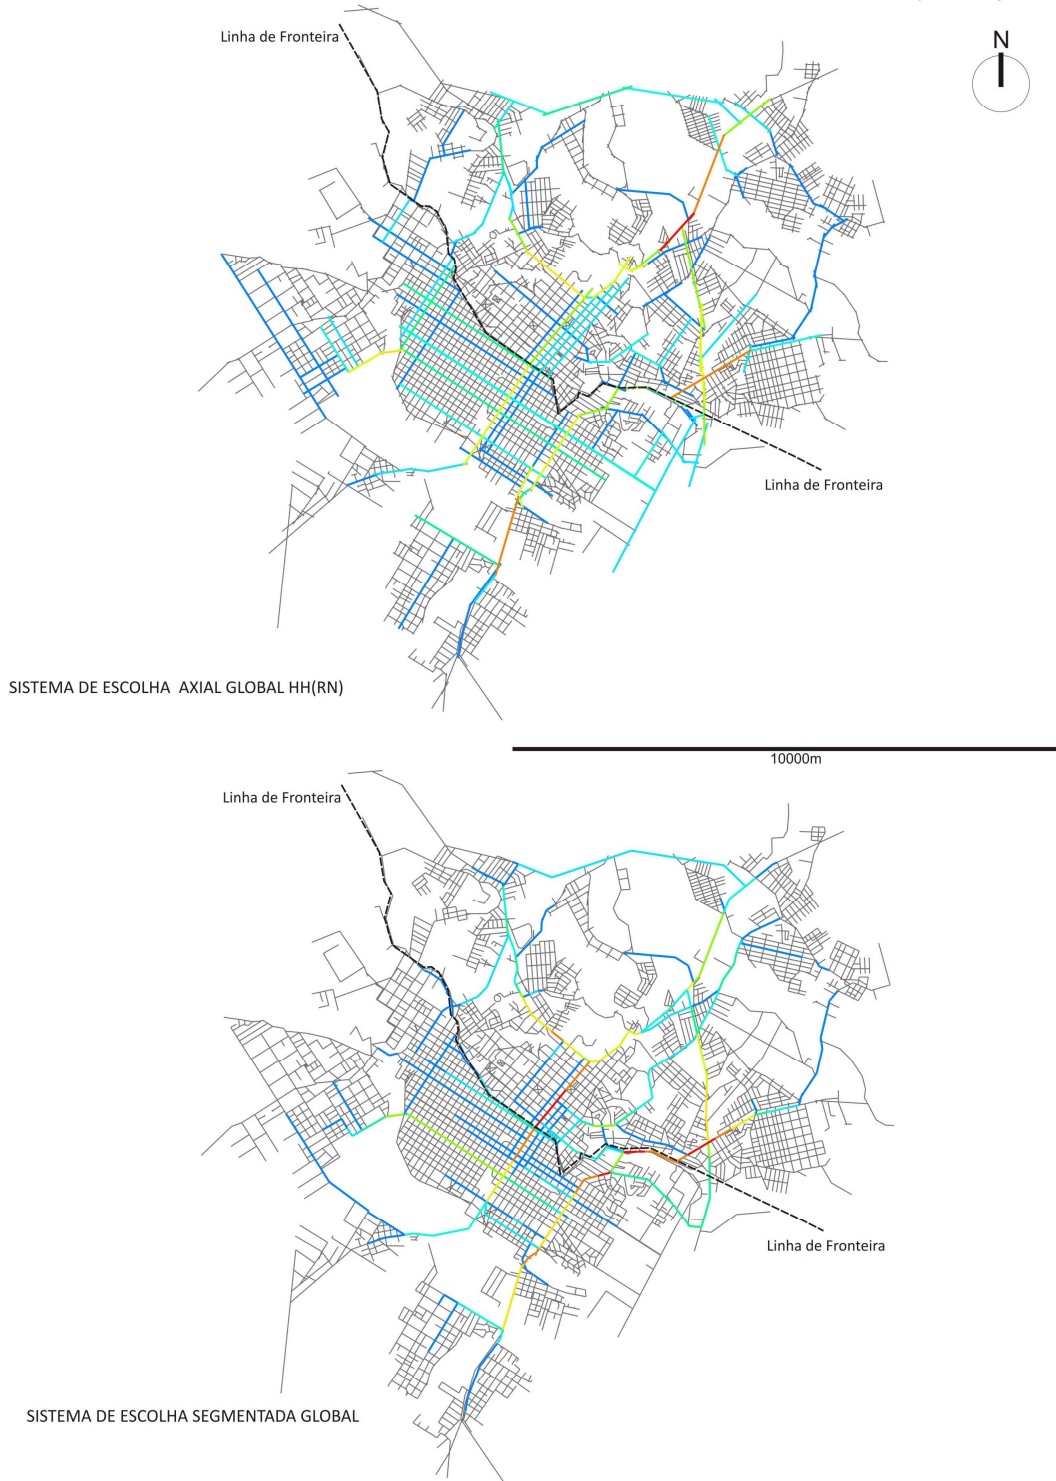 Linha de Fronteira
N
Linha de Fronteira
SISTEMA DE ESCOLHA AXIAL GLOBAL HH(RN)
10000m
Linha de Fronteira
Linha de Fronteira
SISTEMA DE ESCOLHA SEGMENTADA GLOBAL